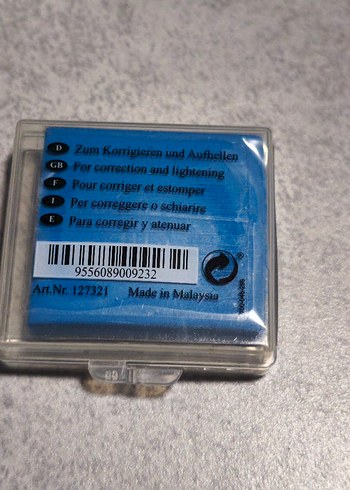 D Zum Korrigieren und Aufhellen
GB For correction and lightening
F Pour corriger et estomper
I Per correggere o schiarire
E Para corregir y atenuar
9556089009232
Art.Nr. 127321 Made in Malaysia